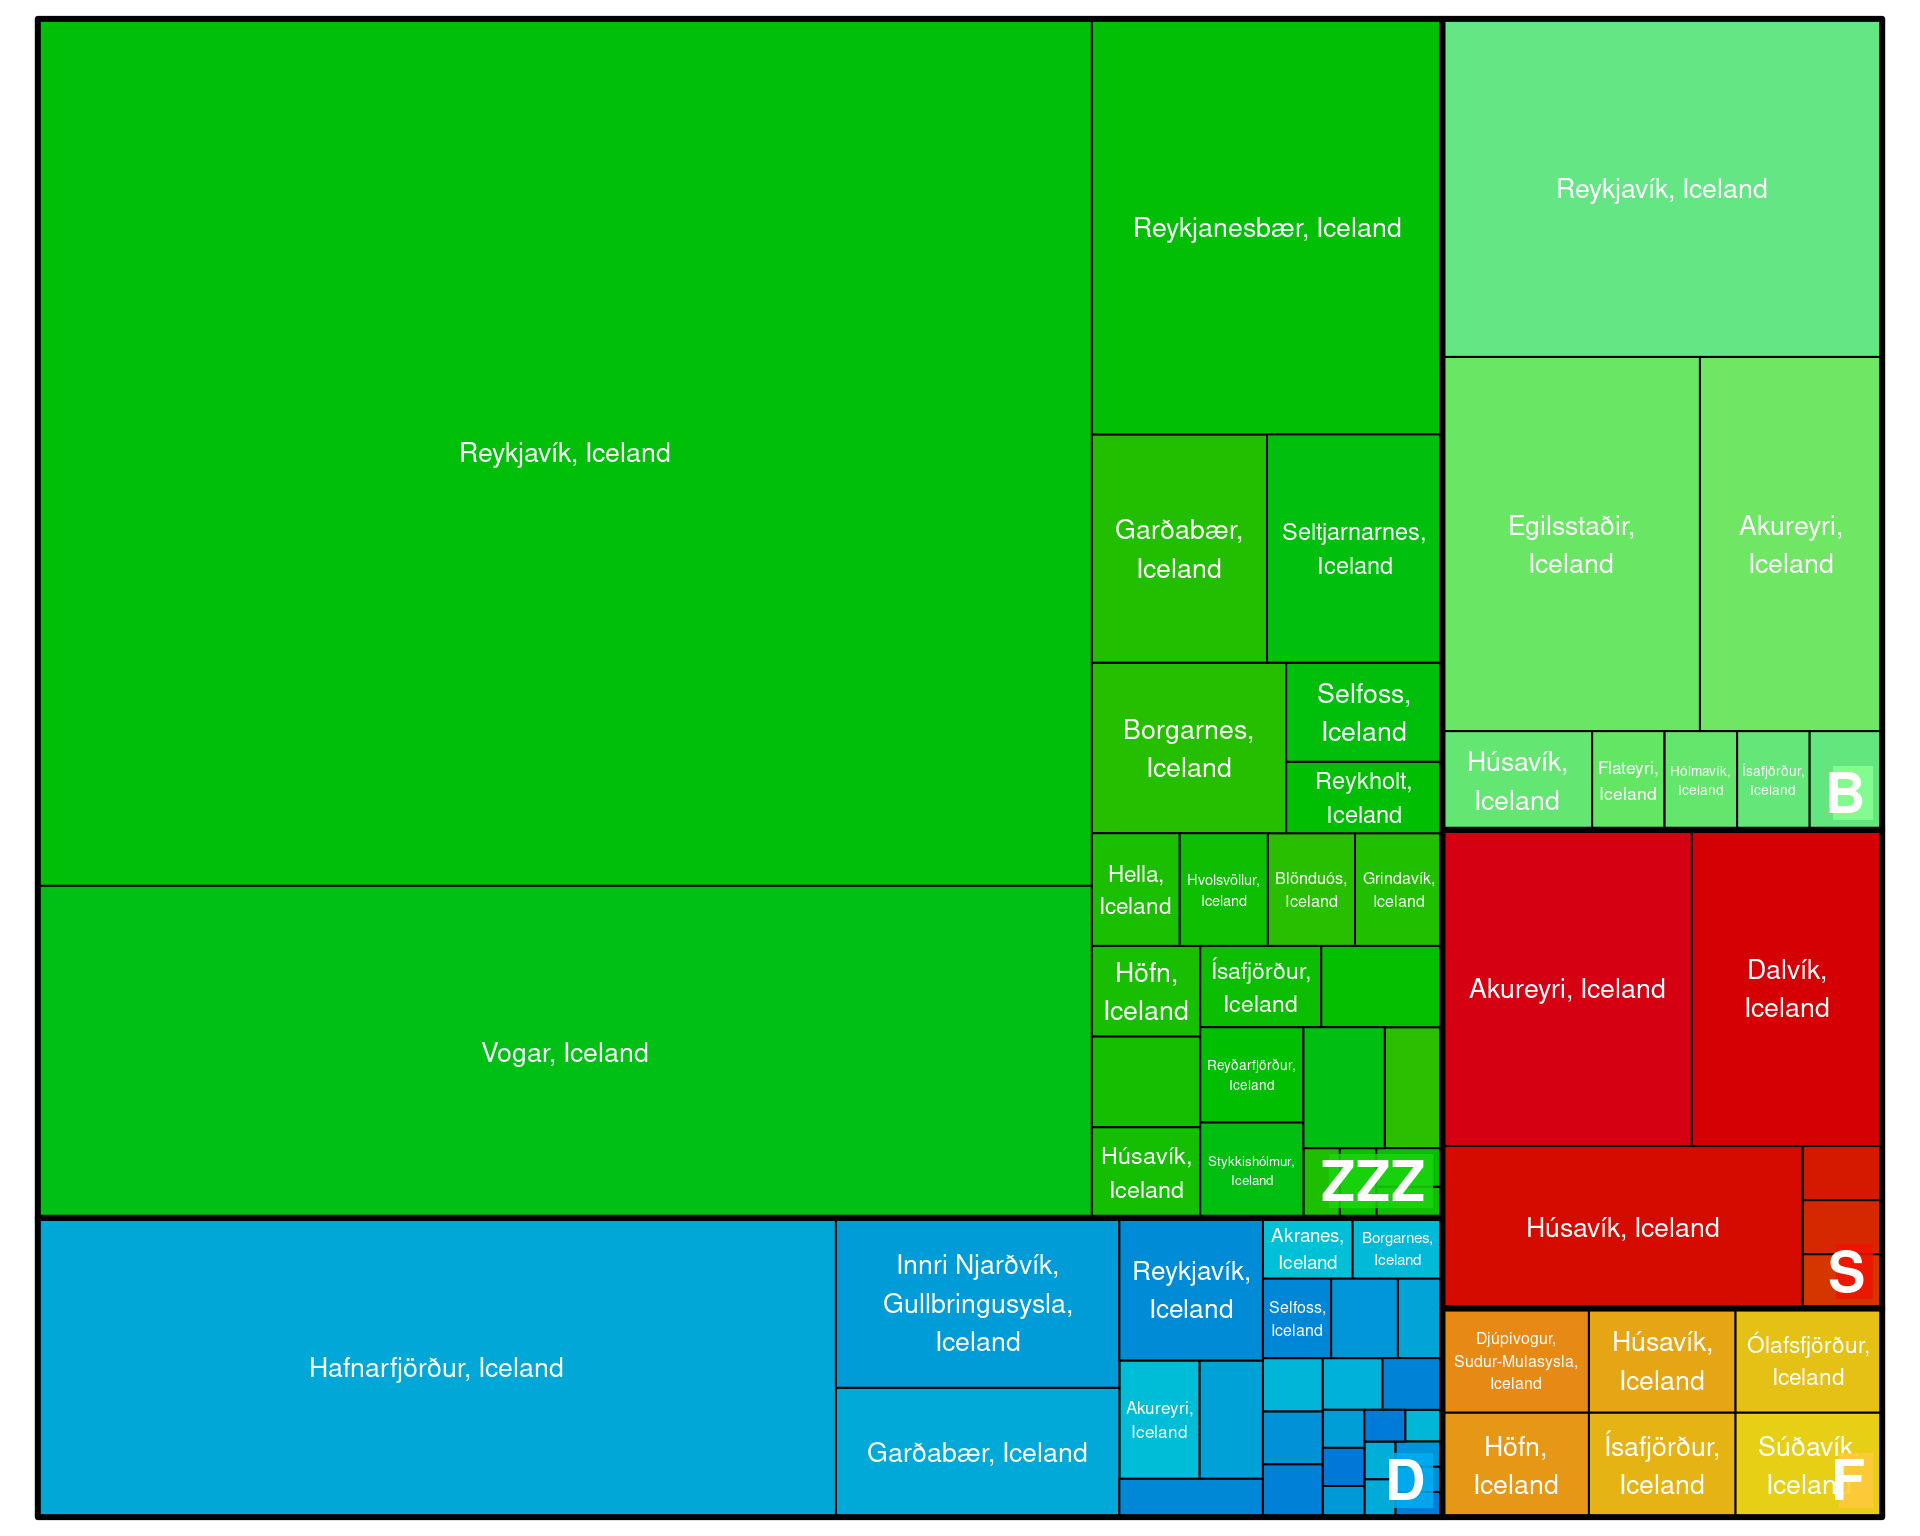 Reykjavík, Iceland
Vogar, Iceland
Reykjanesbær, Iceland
Garðabær,
Iceland
Seltjarnarnes,
Iceland
Borgarnes,
Iceland
Selfoss,
Iceland
Reykholt,
Iceland
Hella,
Iceland
Hvolsvöllur,
Iceland
Blönduós,
Iceland
Grindavík,
Iceland
Höfn,
Iceland
Ísafjörður,
Iceland
Reyðarfjörður,
Iceland
Húsavík,
Iceland
Stykkishólmur,
Iceland
ZZZ
Hafnarfjörður, Iceland
Innri Njarðvík,
Gullbringusysla,
Iceland
Garðabær, Iceland
Reykjavík,
Iceland
Akureyri,
Iceland
Akranes,
Iceland
Borgarnes,
Iceland
Selfoss,
Iceland
D
Reykjavík, Iceland
Egilsstaðir,
Iceland
Akureyri,
Iceland
Húsavík,
Iceland
Flateyri,
Iceland
Hólmavík,
Iceland
Ísafjörður,
Iceland
B
Akureyri, Iceland
Dalvík,
Iceland
Húsavík, Iceland
S
Djúpivogur,
Sudur-Mulasysla,
Iceland
Húsavík,
Iceland
Ólafsfjörður,
Iceland
Höfn,
Iceland
Ísafjörður,
Iceland
Súðavík,
Iceland
F